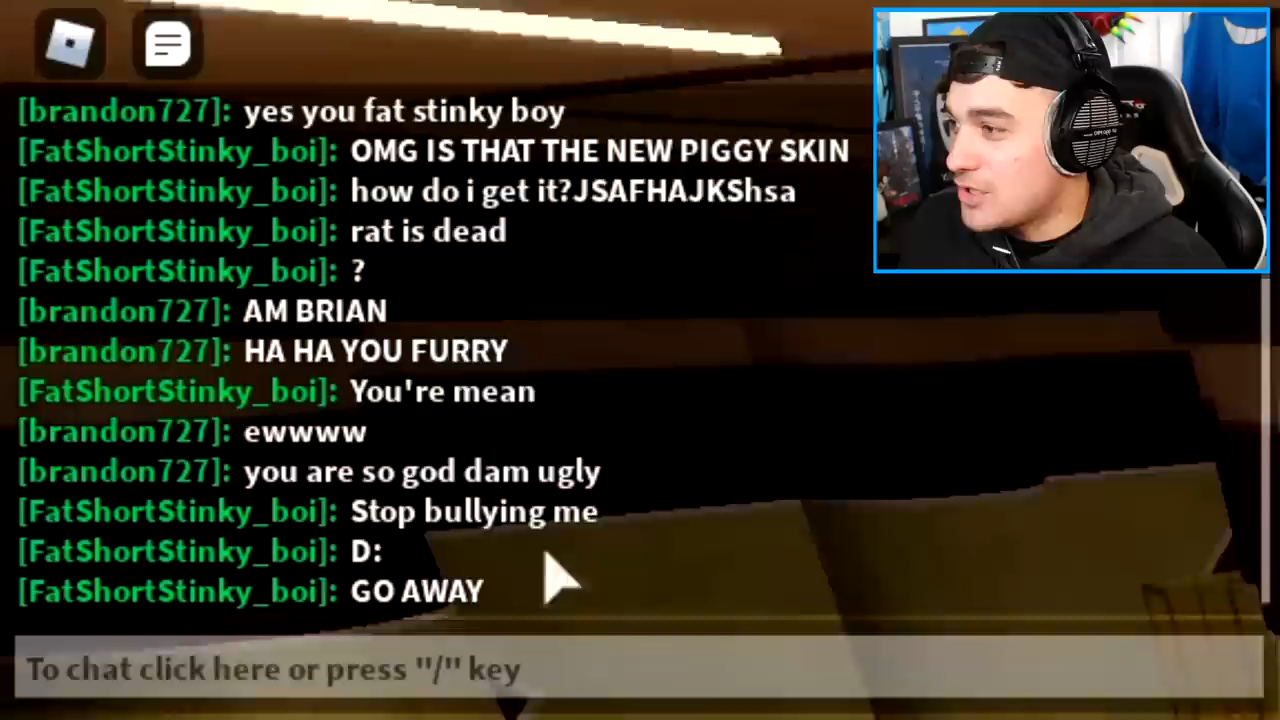 [brandon727]: yes you fat stinky boy
[FatShortStinky_boi]: OMG IS THAT THE NEW PIGGY SKIN
[FatShortStinky_boi]: how do i get it?JSAFHAJKShsa
[FatShortStinky_boi]: rat is dead
[FatShortStinky_boi]: ?
[brandon727]: AM BRIAN
[brandon727]: HA HA YOU FURRY
[FatShortStinky_boi]: You're mean
[brandon727]: ewwww
[brandon727]: you are so god dam ugly
[FatShortStinky_boi]: Stop bullying me
[FatShortStinky_boi]: D:
[FatShortStinky_boi]: GO AWAY
To chat click here or press "/" key